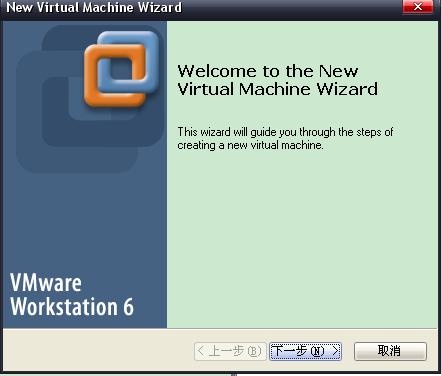 New Virtual Machine Wizard
Welcome to the New
Virtual Machine Wizard
This wizard will guide you through the steps of
creating a new virtual machine.
VMware
Workstation 6
< 上一步(B)
下一步(N) >
取消